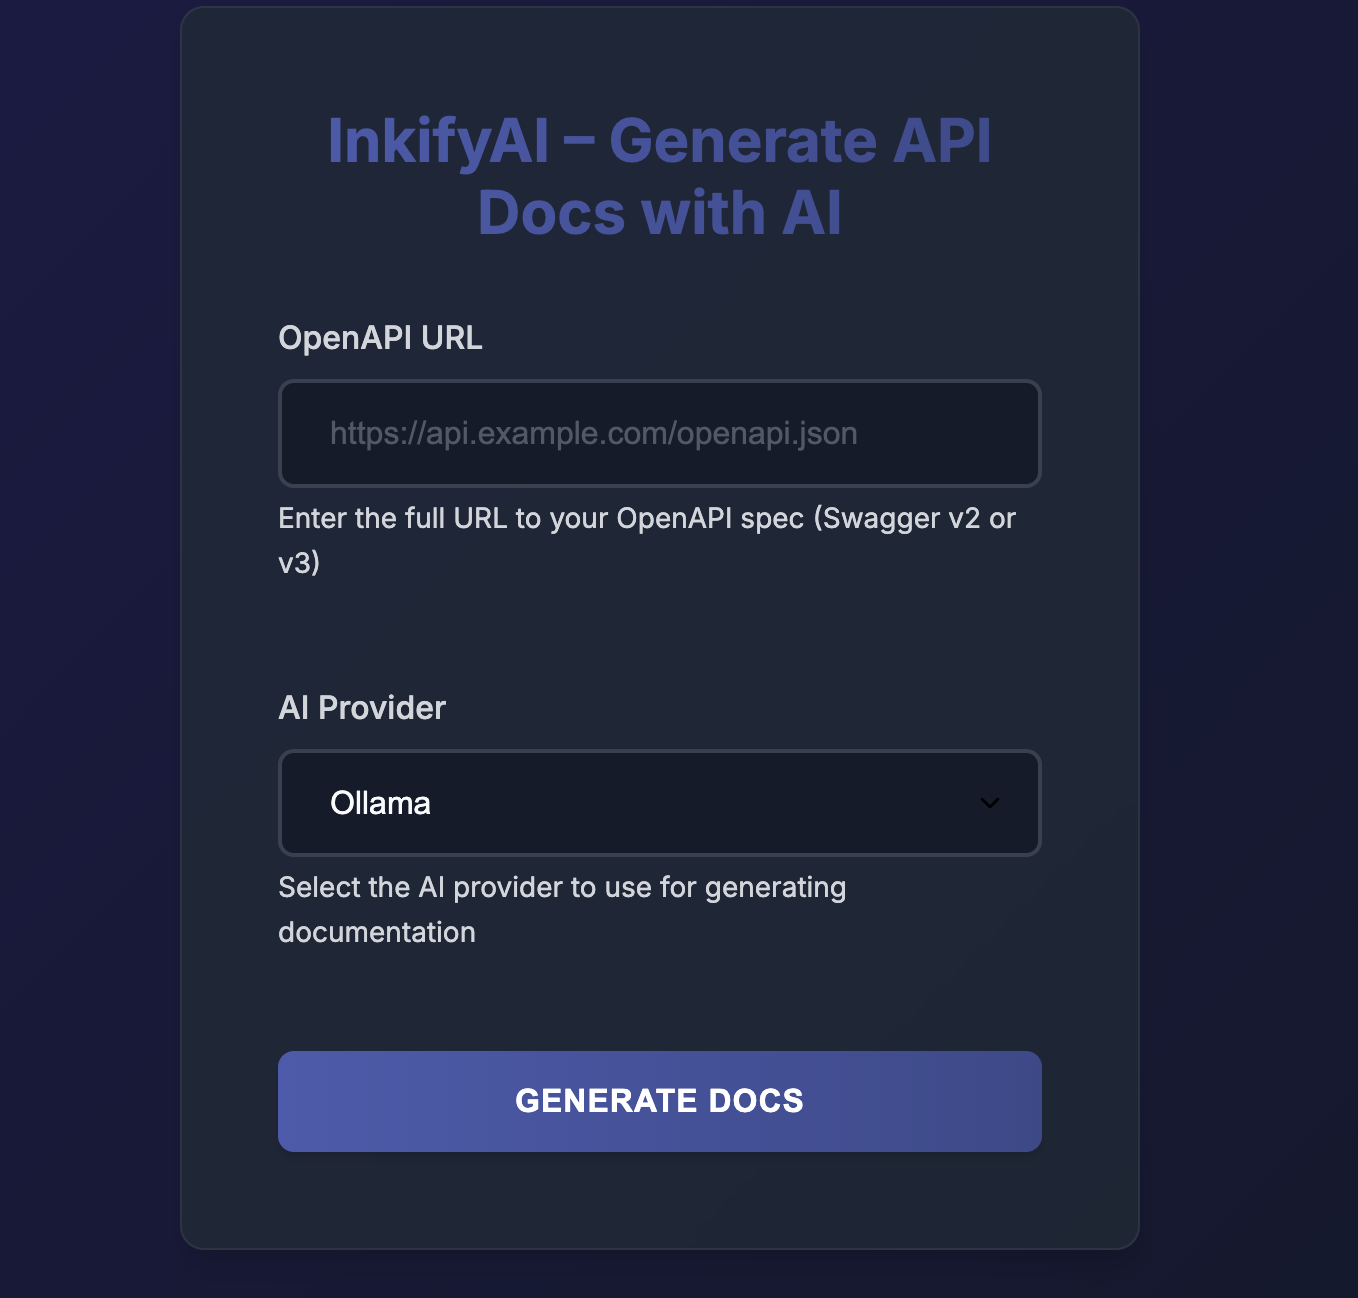 InkifyAI – Generate API
Docs with AI
OpenAPI URL
https://api.example.com/openapi.json
Enter the full URL to your OpenAPI spec (Swagger v2 or
v3)
AI Provider
Ollama
Select the AI provider to use for generating
documentation
GENERATE DOCS